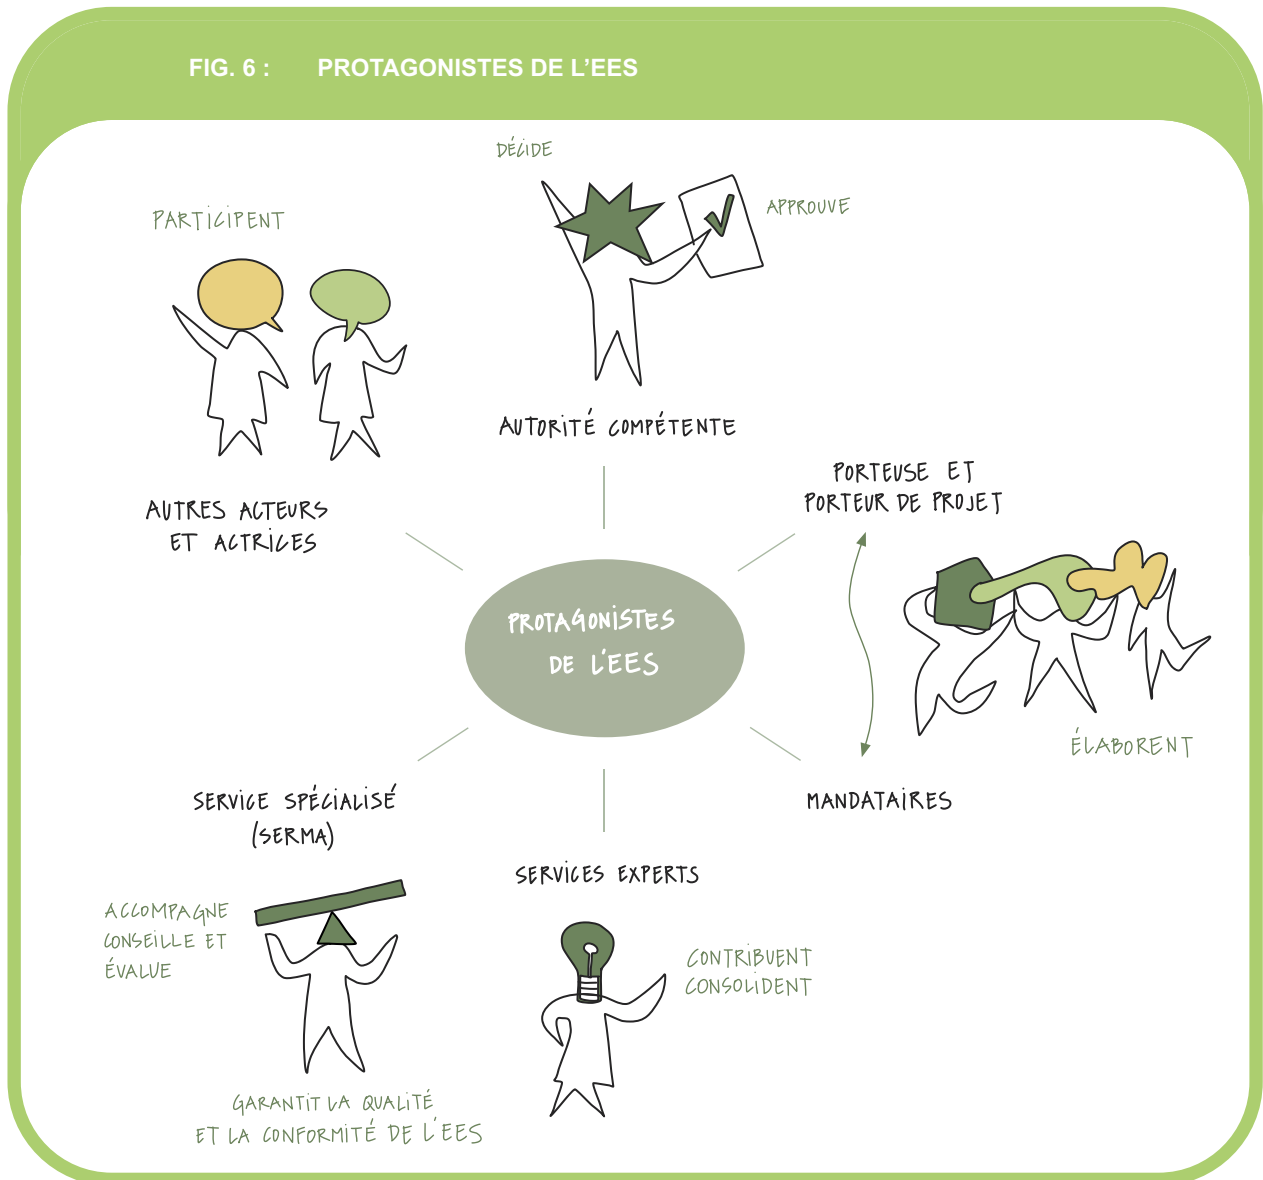 FIG. 6 : PROTAGONISTES DE L’EES
DÉCIDE
APPROUVE
PARTICIPENT
AUTORITÉ COMPÉTENTE
AUTRES ACTEURS
ET ACTRICES
PORTEUSE ET
PORTEUR DE PROJET
PROTAGONISTES
DE L'EES
ÉLABORENT
MANDATAIRES
SERVICE SPÉCIALISÉ
(SERMA)
ACCOMPAGNE
CONSEILLE ET
ÉVALUE
GARANTIT LA QUALITÉ
ET LA CONFORMITÉ DE L'EES
SERVICES EXPERTS
CONTRIBUENT
CONSOLIDENT